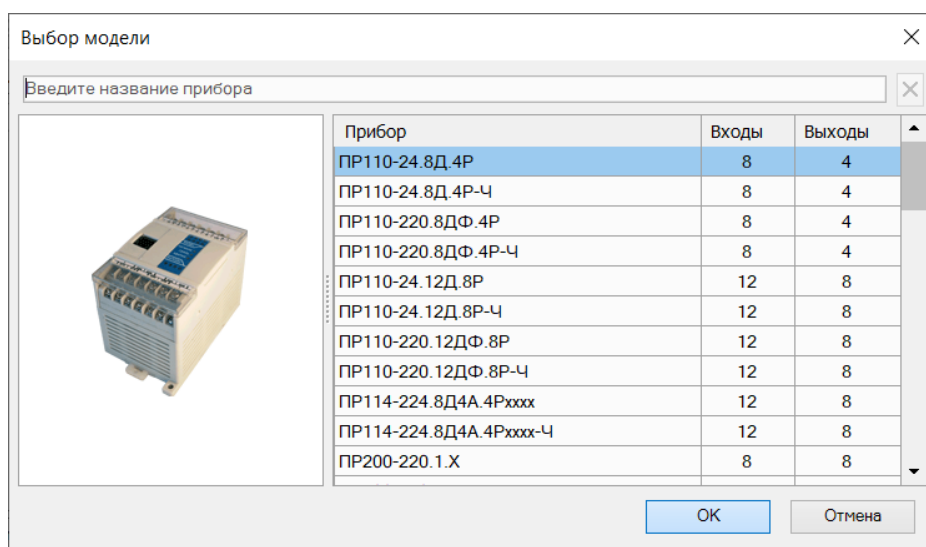 Выбор модели
Введите название прибора
Прибор Входы Выходы
ПР110-24.8Д.4Р 8 4
ПР110-24.8Д.4Р-Ч 8 4
ПР110-220.8ДФ.4Р 8 4
ПР110-220.8ДФ.4Р-Ч 8 4
ПР110-24.12Д.8Р 12 8
ПР110-24.12Д.8Р-Ч 12 8
ПР110-220.12ДФ.8Р 12 8
ПР110-220.12ДФ.8Р-Ч 12 8
ПР114-224.8Д4А.4Рхххх 12 8
ПР114-224.8Д4А.4Рхххх-Ч 12 8
ПР200-220.1.Х 8 8
OK Отмена